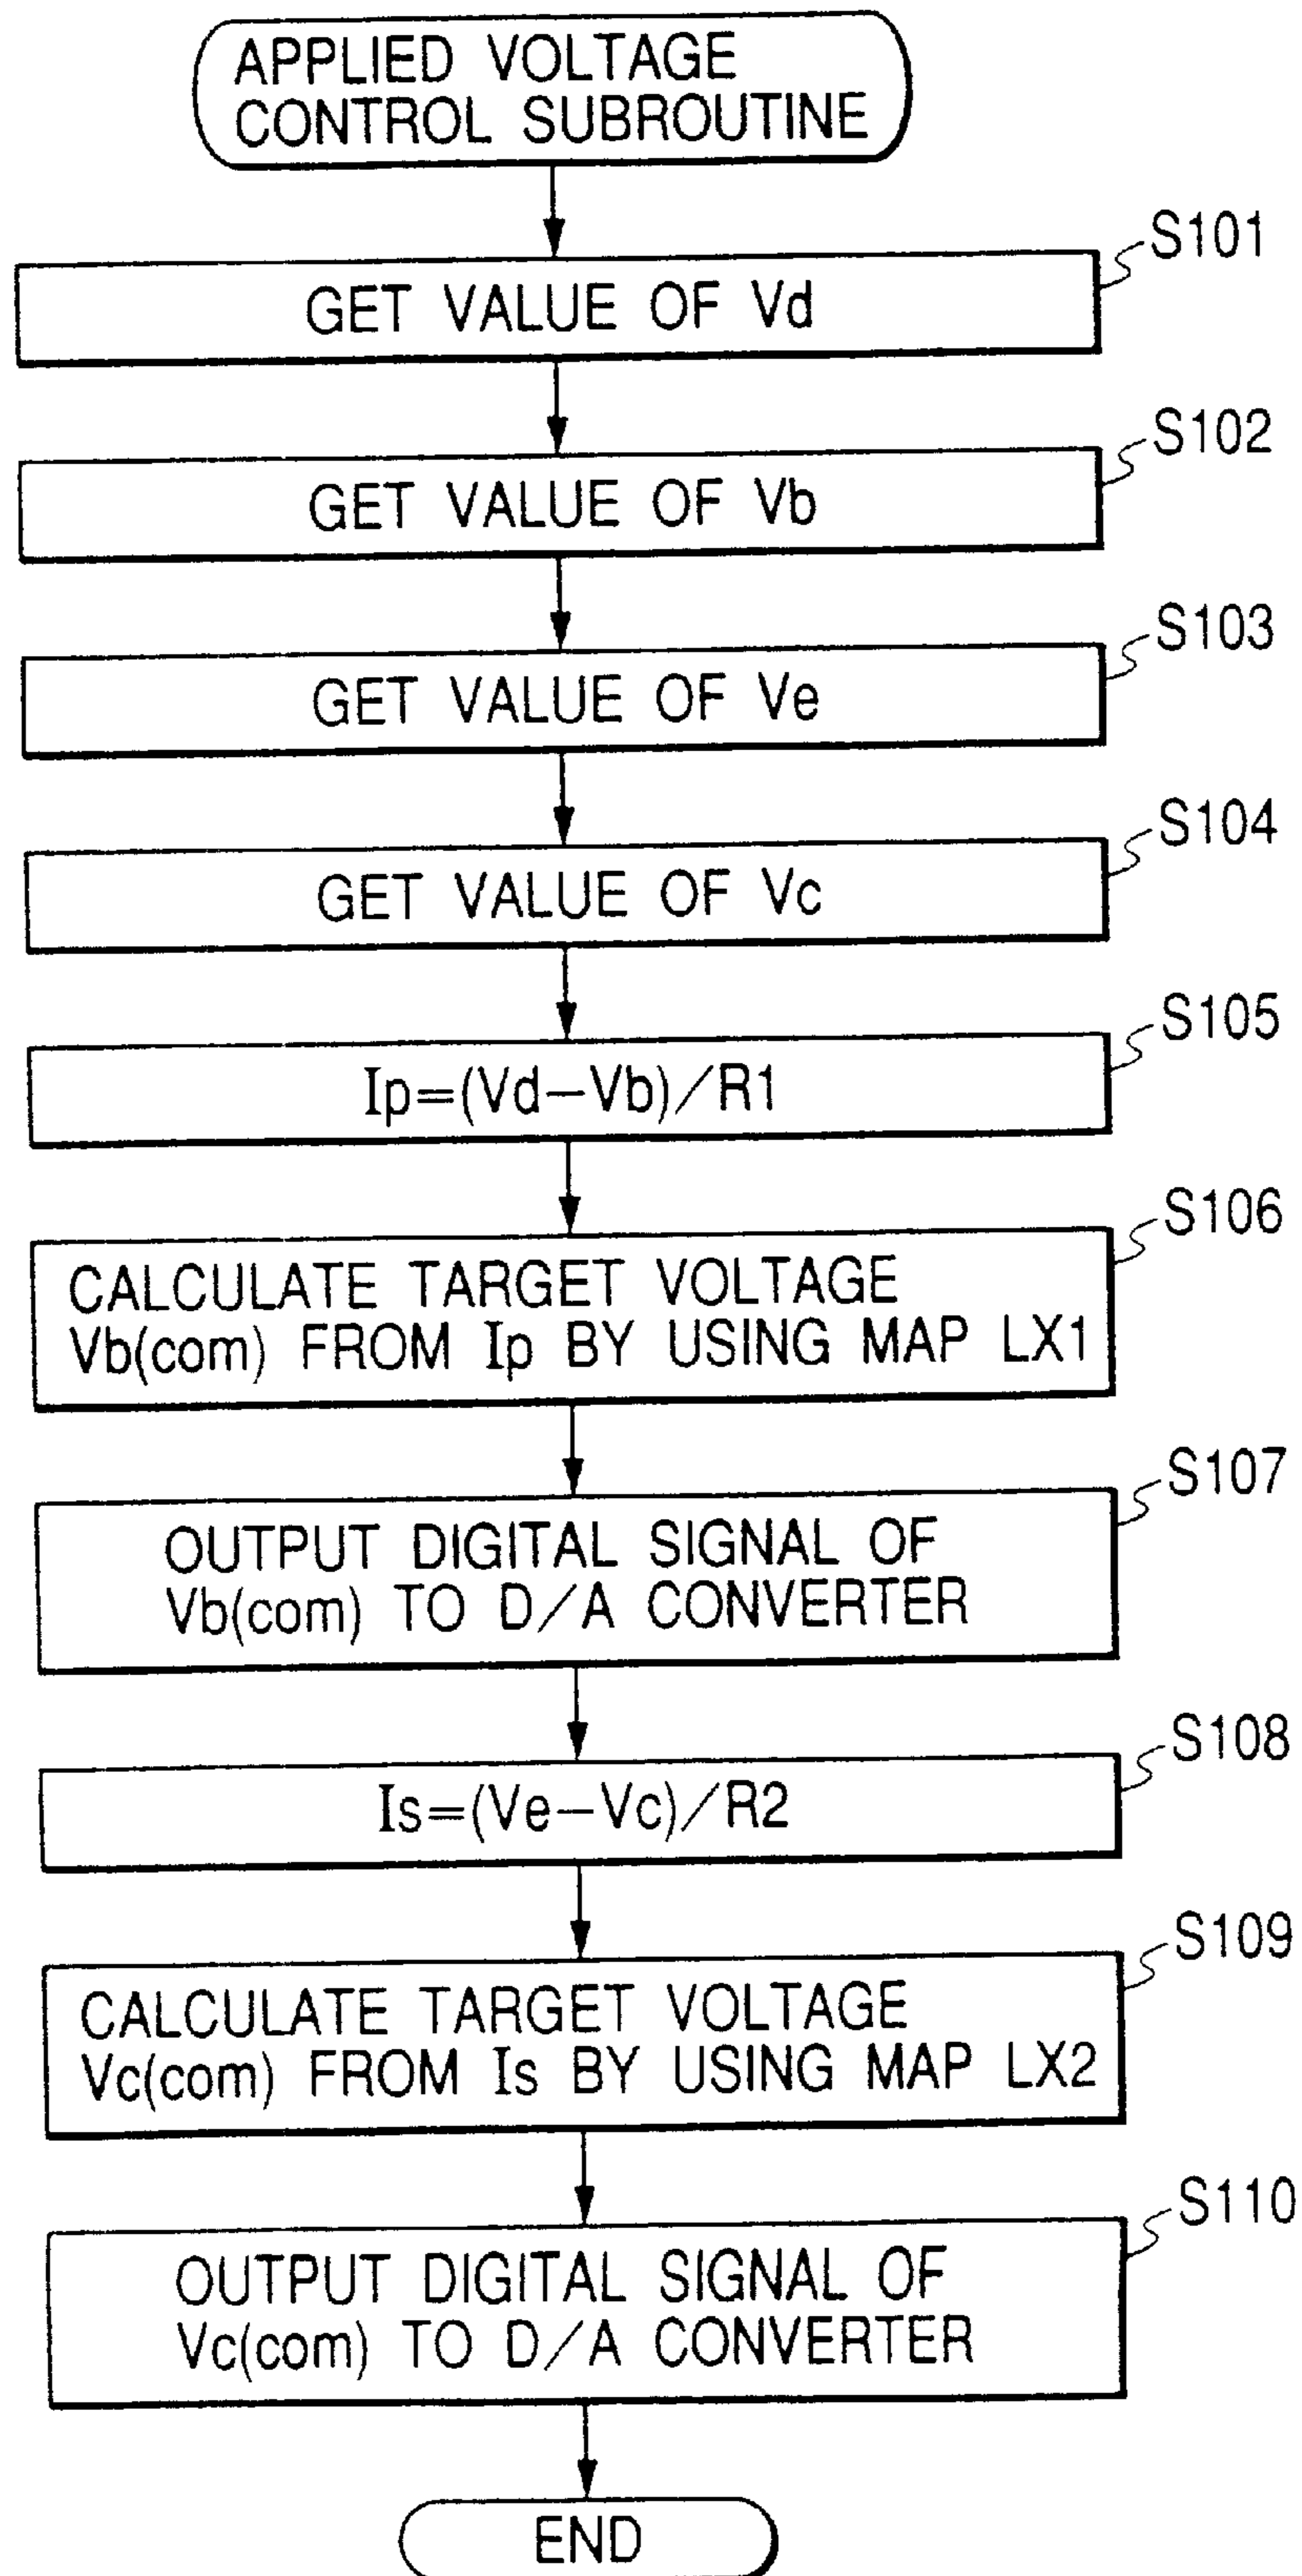 APPLIED VOLTAGE
CONTROL SUBROUTINE
S101
GET VALUE OF Vd
S102
GET VALUE OF Vb
S103
GET VALUE OF Ve
S104
GET VALUE OF Vc
S105
Ip=(Vd−Vb)/R1
S106
CALCULATE TARGET VOLTAGE
Vb(com) FROM Ip BY USING MAP LX1
S107
OUTPUT DIGITAL SIGNAL OF
Vb(com) TO D/A CONVERTER
S108
Is=(Ve−Vc)/R2
S109
CALCULATE TARGET VOLTAGE
Vc(com) FROM Is BY USING MAP LX2
S110
OUTPUT DIGITAL SIGNAL OF
Vc(com) TO D/A CONVERTER
END